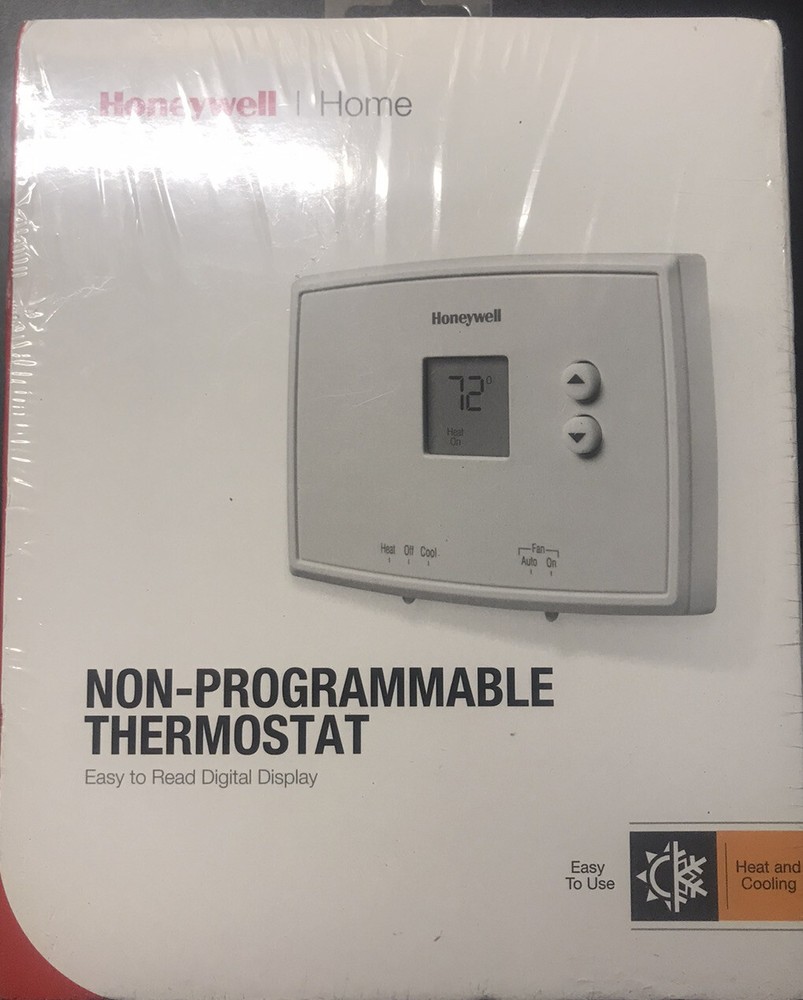 Honeywell | Home
Honeywell
72°
Heat
On
Heat Off Cool
Fan
Auto On
NON-PROGRAMMABLE
THERMOSTAT
Easy to Read Digital Display
Easy
To Use
Heat and
Cooling